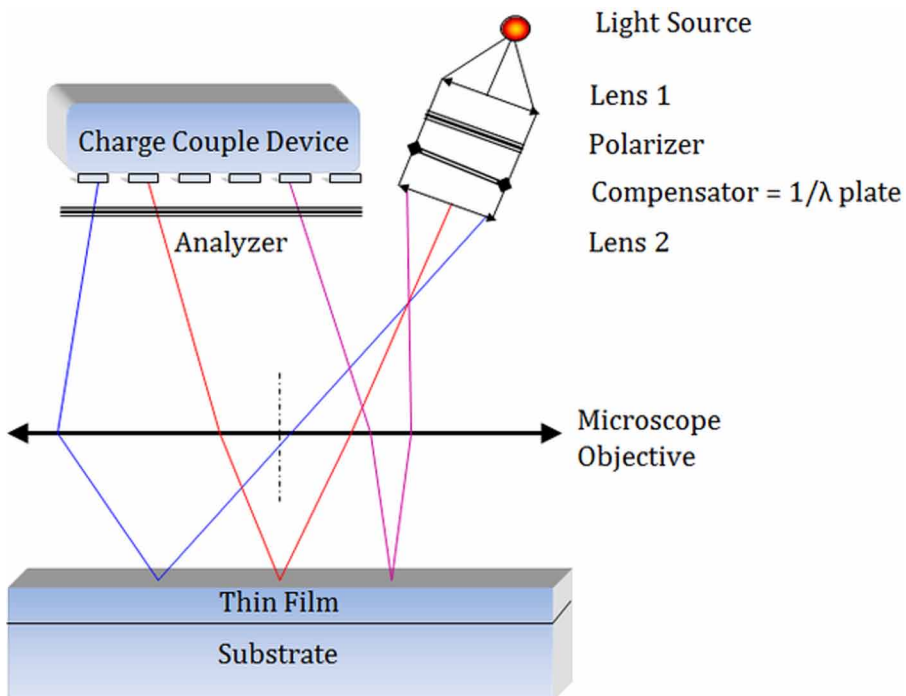 Light Source
Lens 1
Charge Couple Device
Polarizer
Compensator = 1/λ plate
Analyzer
Lens 2
Microscope
Objective
Thin Film
Substrate